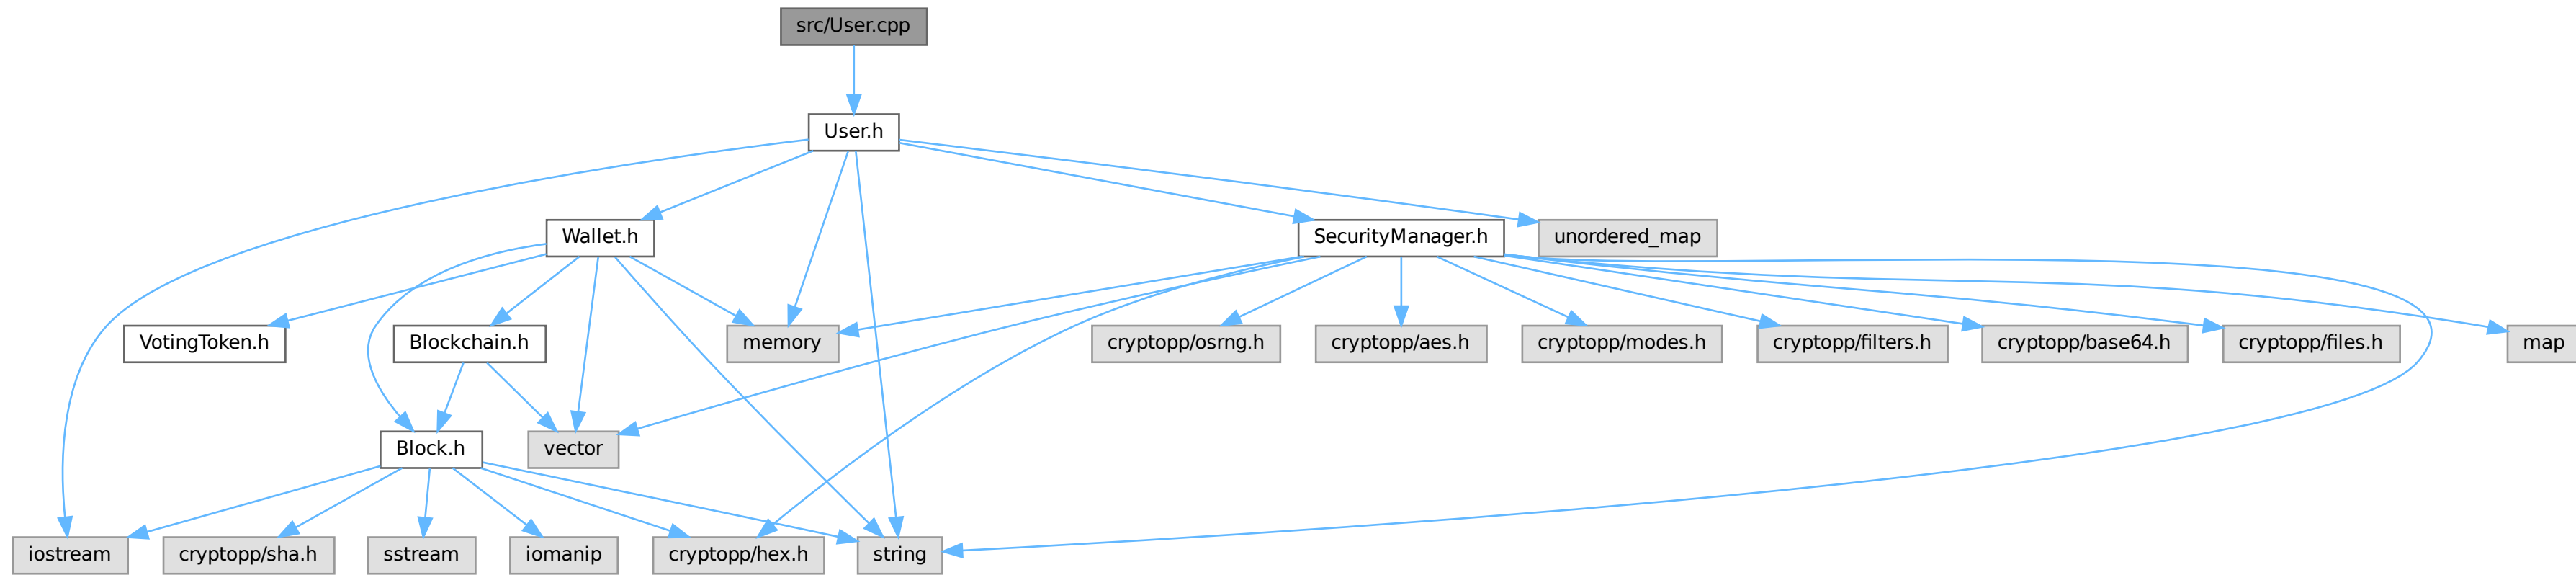 src/User.cpp
User.h
Wallet.h
SecurityManager.h
unordered_map
VotingToken.h
Blockchain.h
memory
cryptopp/osrng.h
cryptopp/aes.h
cryptopp/modes.h
cryptopp/filters.h
cryptopp/base64.h
cryptopp/files.h
map
Block.h
vector
iostream
cryptopp/sha.h
sstream
iomanip
cryptopp/hex.h
string